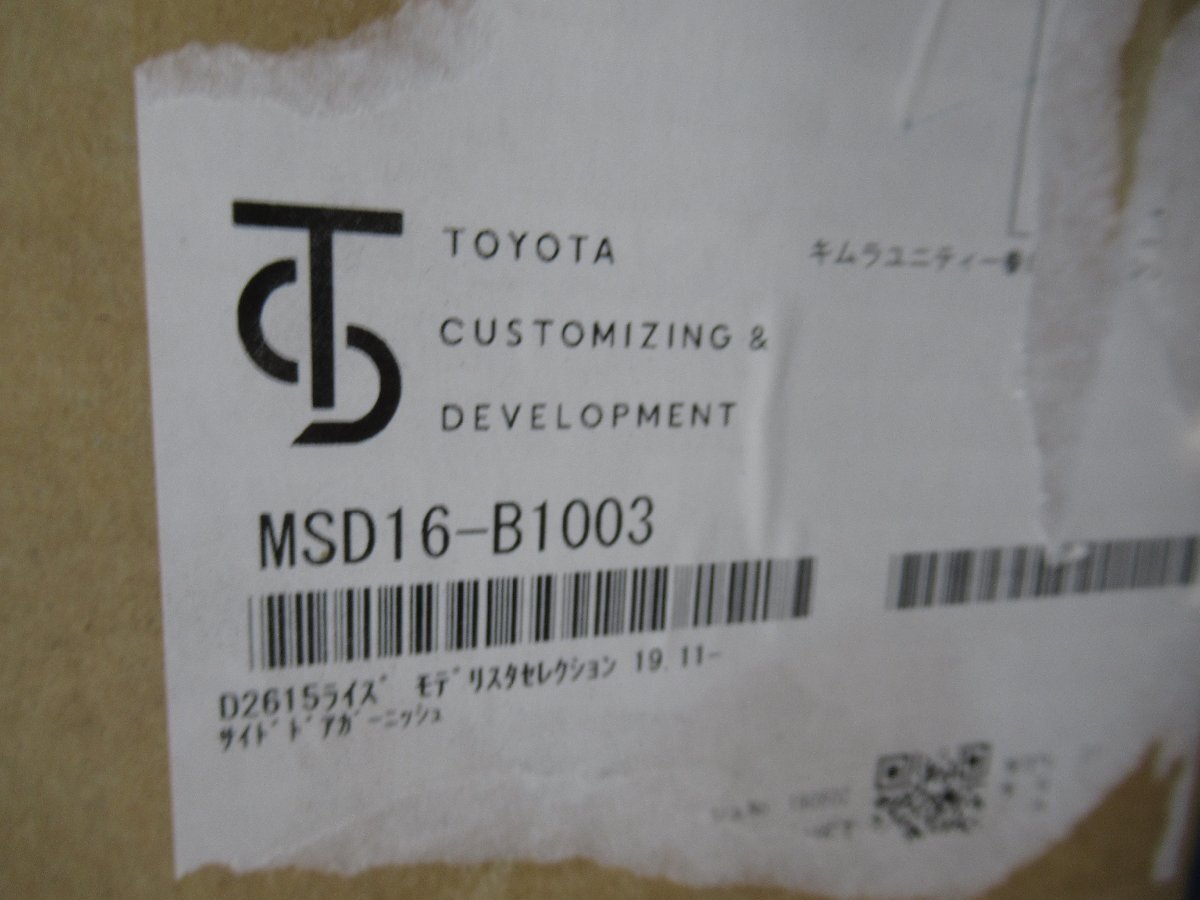 TOYOTA
CUSTOMIZING &
DEVELOPMENT
キムラユニティー
MSD16-B1003
D2615ﾗｲｽﾞ ﾓﾃﾞﾘｽﾀｾﾚｸｼｮﾝ 19.11-
ｻｲﾄﾞﾄﾞｱｶﾞｰﾆｯｼｭ